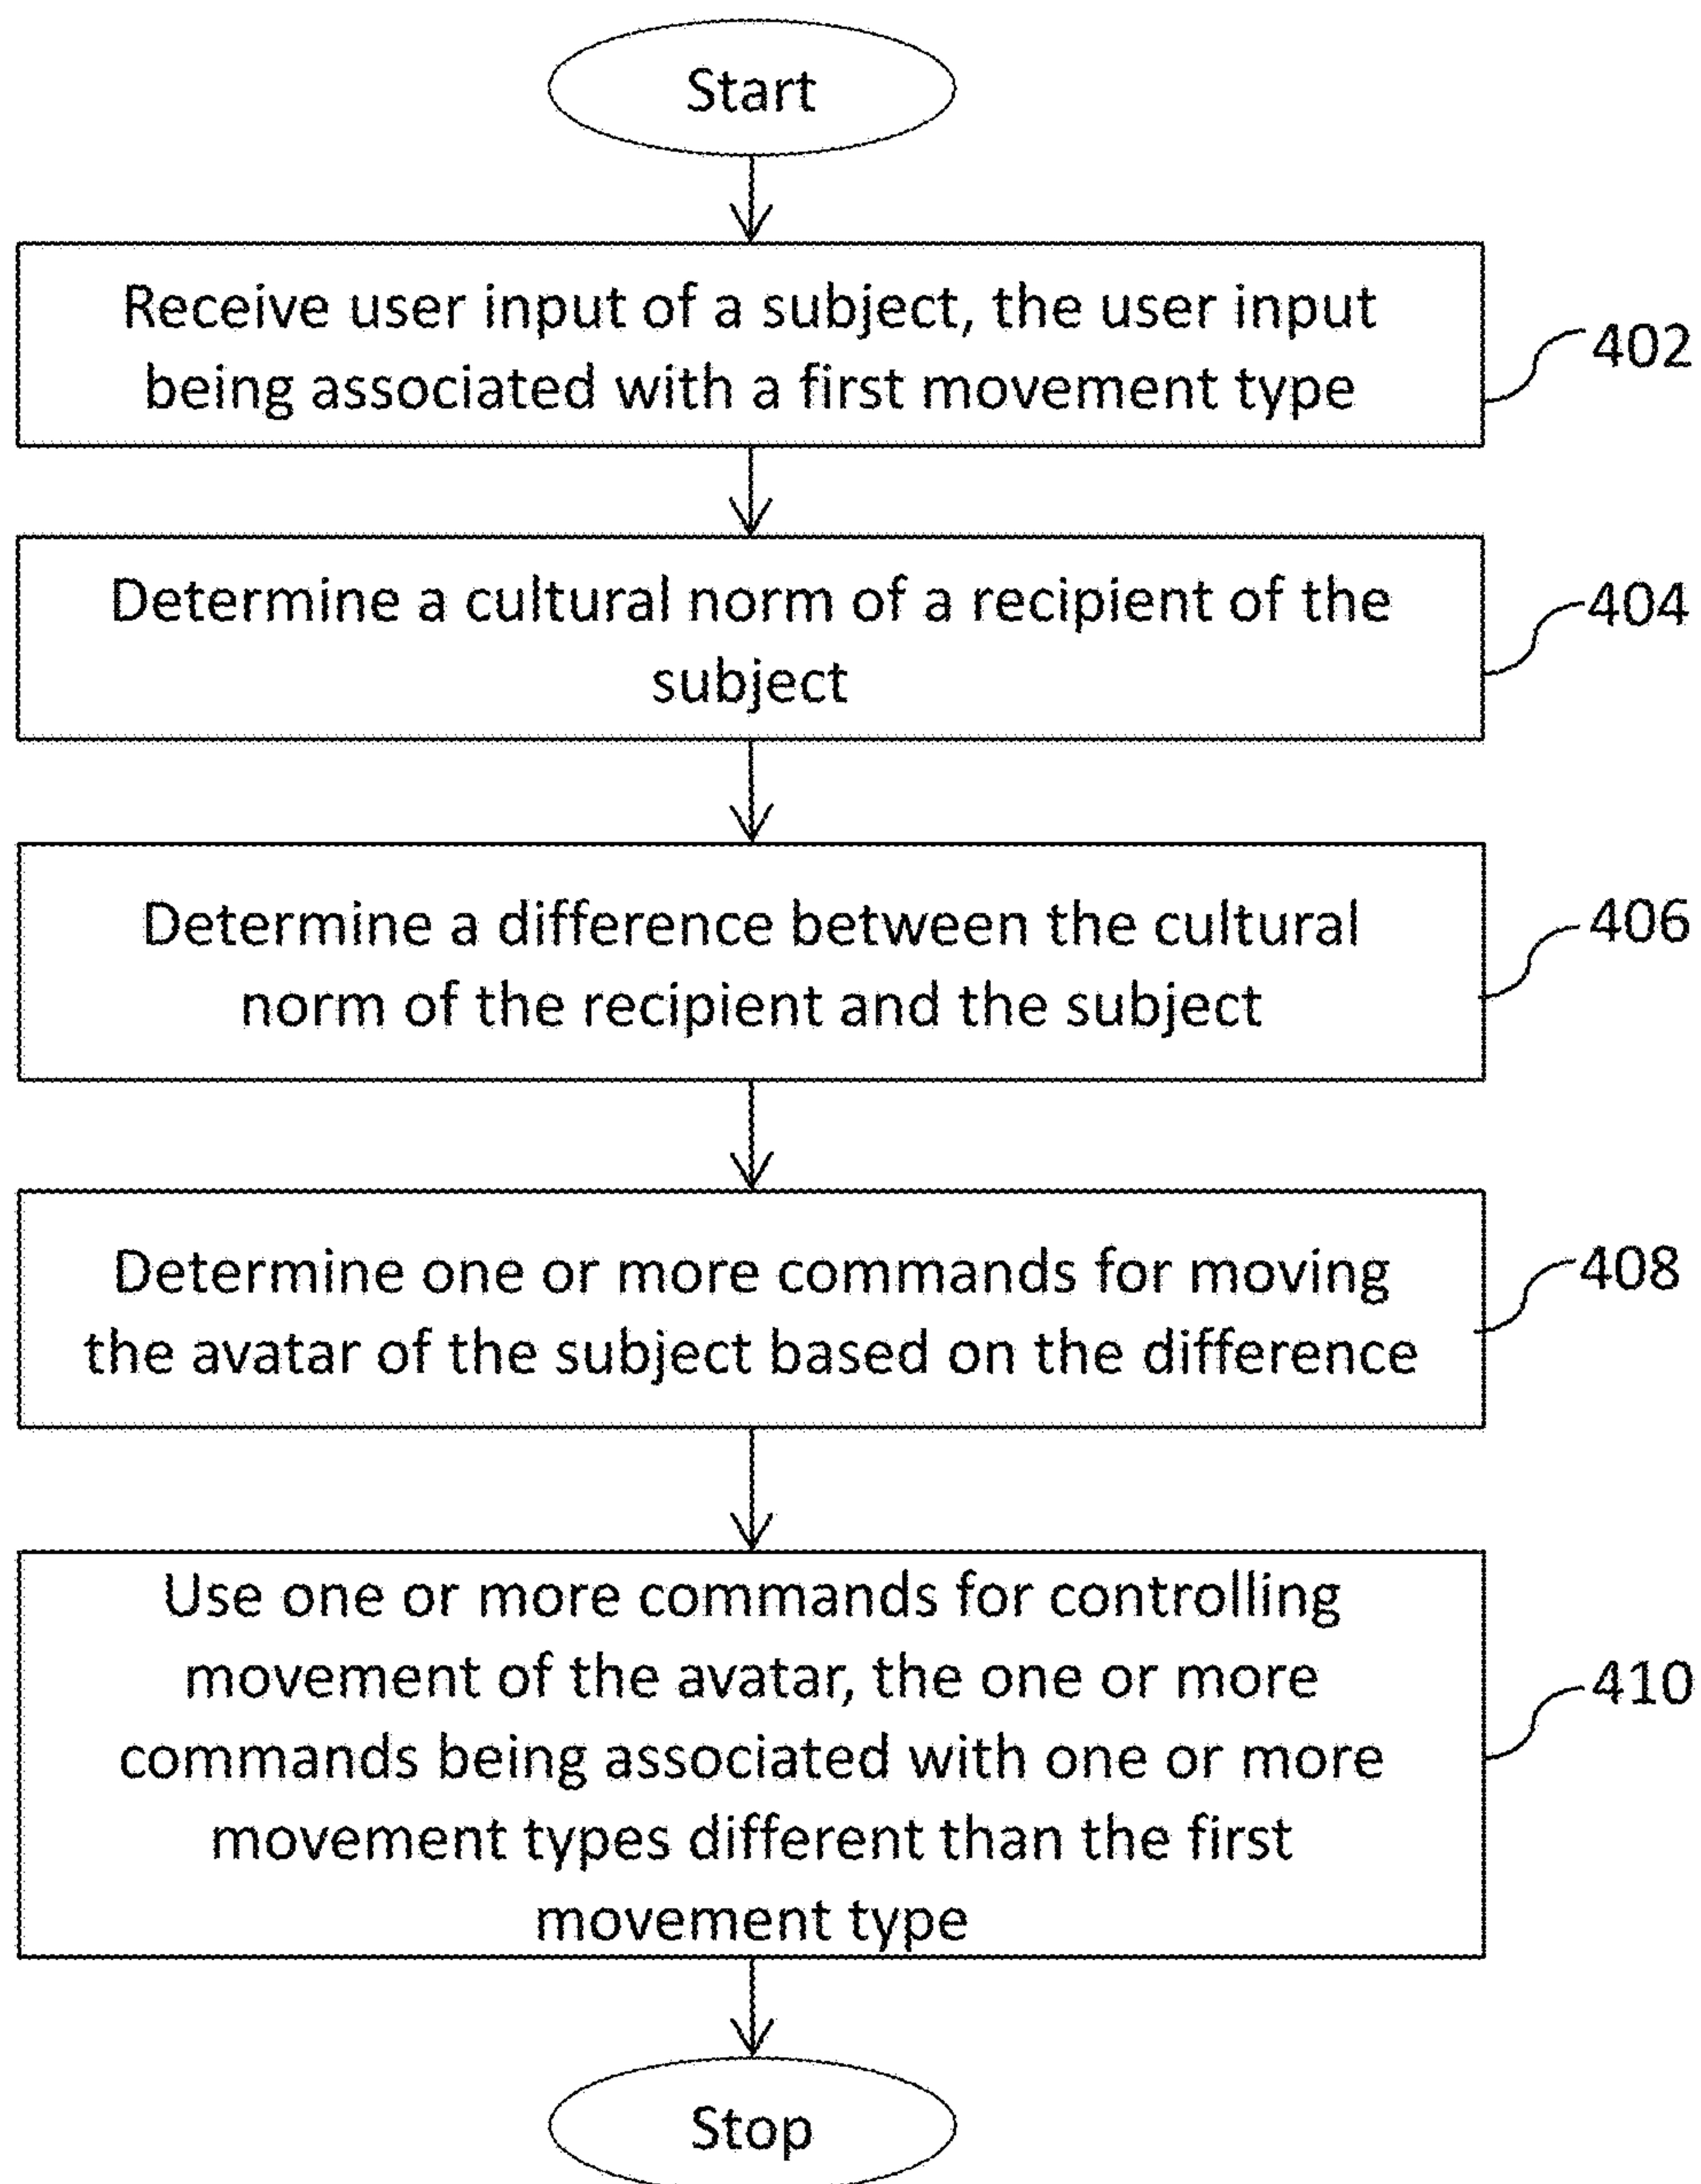 Start
Receive user input of a subject, the user input
being associated with a first movement type
402
Determine a cultural norm of a recipient of the
subject
404
Determine a difference between the cultural
norm of the recipient and the subject
406
Determine one or more commands for moving
the avatar of the subject based on the difference
408
Use one or more commands for controlling
movement of the avatar, the one or more
commands being associated with one or more
movement types different than the first
movement type
410
Stop